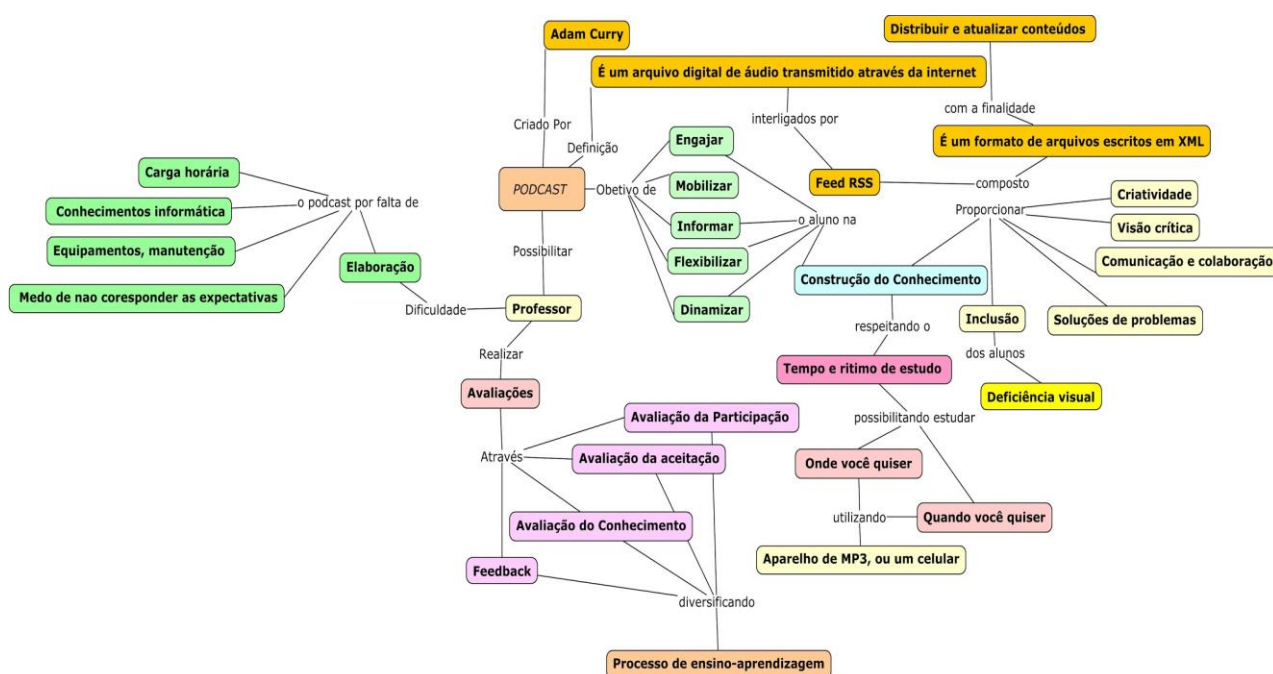 Adam Curry
Distribuir e atualizar conteúdos
É um arquivo digital de áudio transmitido através da internet
com a finalidade
Criado Por
interligados por
Definição
Engajar
É um formato de arquivos escritos em XML
Carga horária
PODCAST
Obetivo de
Mobilizar
Feed RSS
composto
Criatividade
o podcast por falta de
Conhecimentos informática
Informar
o aluno na
Proporcionar
Visão crítica
Equipamentos, manutenção
Possibilitar
Flexibilizar
Comunicação e colaboração
Elaboração
Construção do Conhecimento
Medo de nao coresponder as expectativas
Dificuldade
Professor
Dinamizar
Inclusão
Soluções de problemas
respeitando o
Realizar
dos alunos
Tempo e ritimo de estudo
Avaliações
Deficiência visual
Avaliação da Participação
possibilitando estudar
Através
Avaliação da aceitação
Onde você quiser
Avaliação do Conhecimento
utilizando
Quando você quiser
Feedback
Aparelho de MP3, ou um celular
diversificando
Processo de ensino-aprendizagem